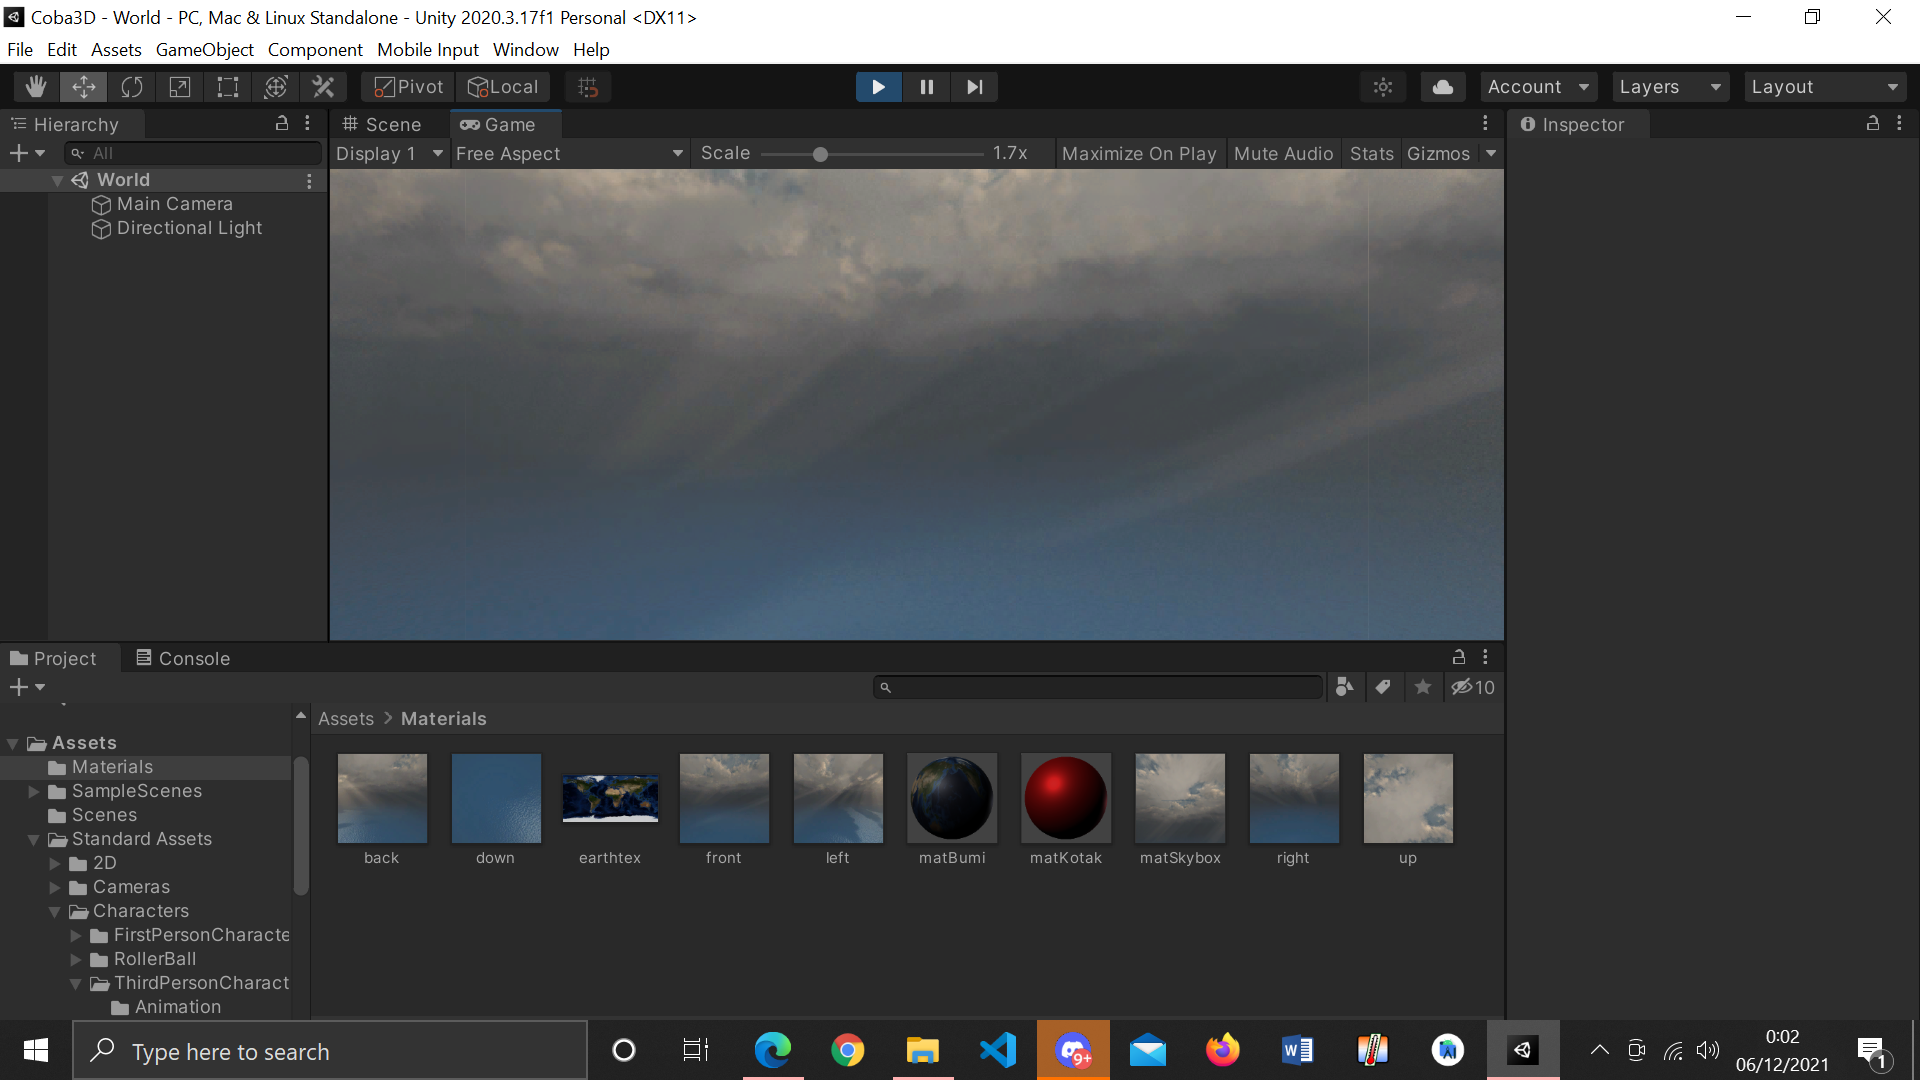 Coba3D - World - PC, Mac & Linux Standalone - Unity 2020.3.17f1 Personal <DX11>
File Edit Assets GameObject Component Mobile Input Window Help
Pivot Local Account Layers Layout
Hierarchy Scene Game Inspector
All Display 1 Free Aspect Scale 1.7x Maximize On Play Mute Audio Stats Gizmos
World
Main Camera
Directional Light
Project Console
10
Assets > Materials
Assets
Materials
SampleScenes
Scenes
Standard Assets
2D
Cameras
Characters
FirstPersonCharacte
RollerBall
ThirdPersonCharact
Animation
back down earthtex front left matBumi matKotak matSkybox right up
Type here to search
9+
W
AI
0:02
06/12/2021
1